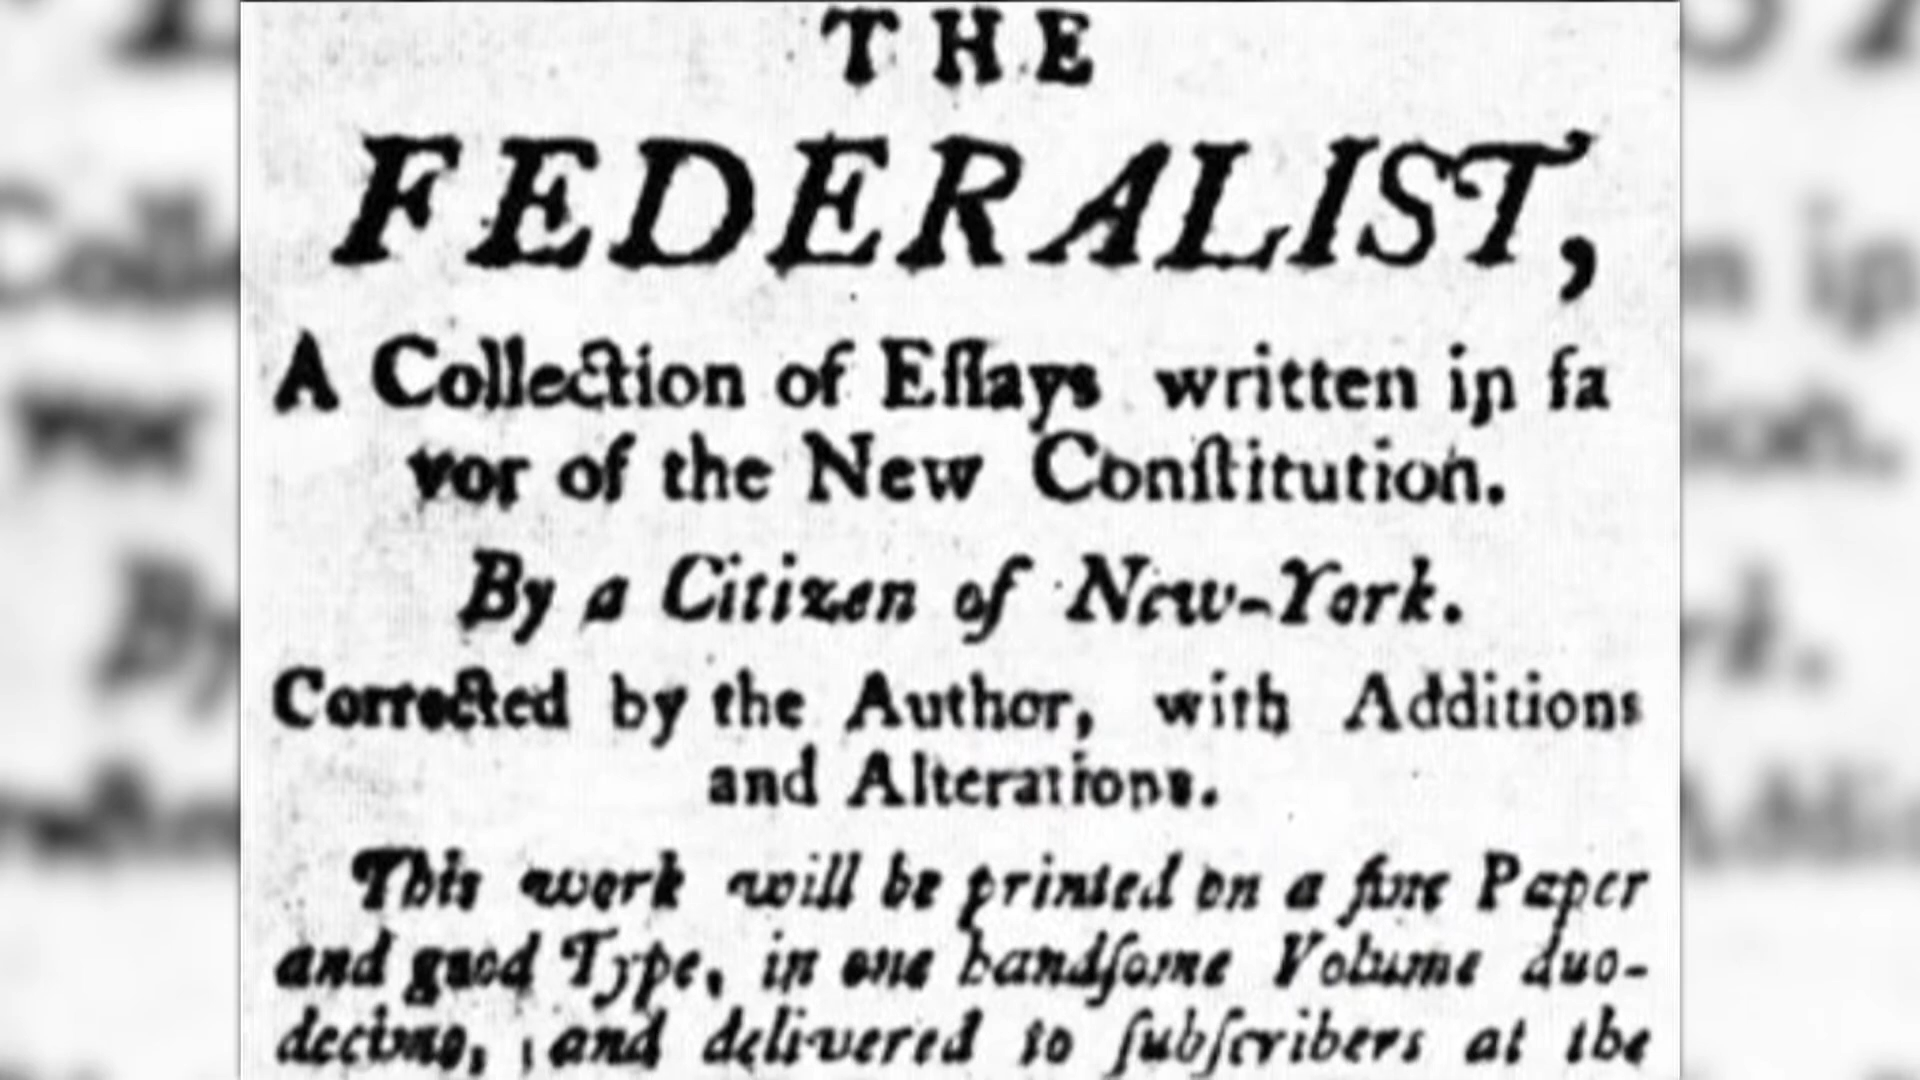 THE
FEDERALIST,
A Collection of Eſſays written in fa
vor of the New Conſtitution.
By a Citizen of New-York.
Corrected by the Author, with Additions
and Alterations.
This work will be printed on a fine Paper
and good Type, in one handſome Volume duo-
decimo, and delivered to ſubſcribers at the